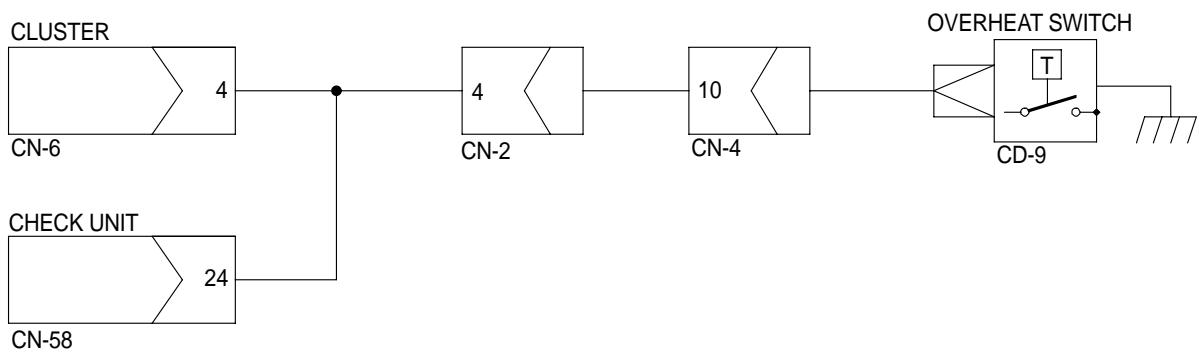 CLUSTER
OVERHEAT SWITCH
T
4
4
10
CN-6
CN-2
CN-4
CD-9
CHECK UNIT
24
CN-58